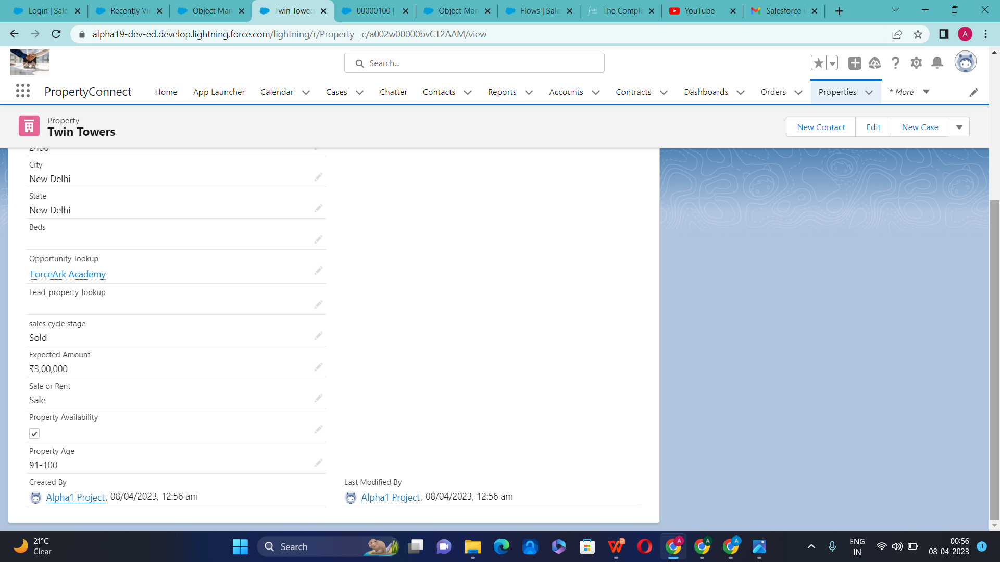 Login | Sale
Recently Vi
Object Man
Twin Towers
00000100 |
Object Man
Flows | Sale
The Comple
YouTube
Salesforce i
alpha19-dev-ed.develop.lightning.force.com/lightning/r/Property__c/a002w00000bvCT2AAM/view
A
Search...
PropertyConnect
Home
App Launcher
Calendar
Cases
Chatter
Contacts
Reports
Accounts
Contracts
Dashboards
Orders
Properties
* More
Property
Twin Towers
New Contact
Edit
New Case
2400
City
New Delhi
State
New Delhi
Beds
Opportunity_lookup
ForceArk Academy
Lead_property_lookup
sales cycle stage
Sold
Expected Amount
₹3,00,000
Sale or Rent
Sale
Property Availability
Property Age
91-100
Created By
Alpha1 Project, 08/04/2023, 12:56 am
Last Modified By
Alpha1 Project, 08/04/2023, 12:56 am
21°C
Clear
Search
A
A
A
ENG
IN
00:56
08-04-2023
3